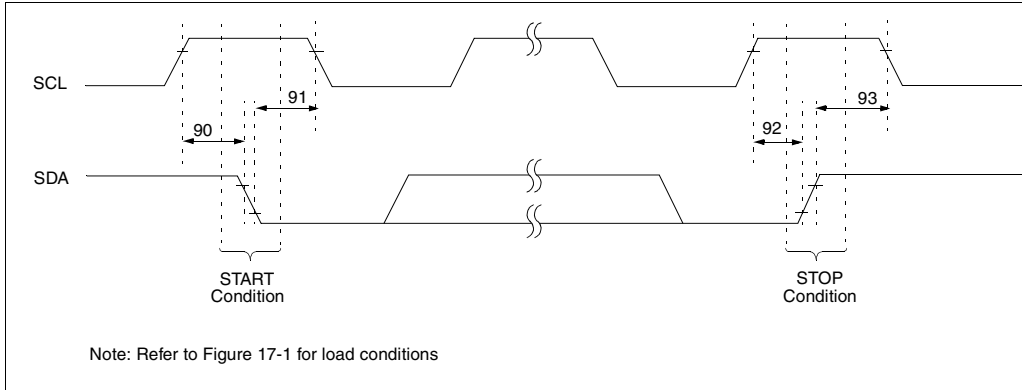 SCL
91
93
90
92
SDA
START
Condition
STOP
Condition
Note: Refer to Figure 17-1 for load conditions